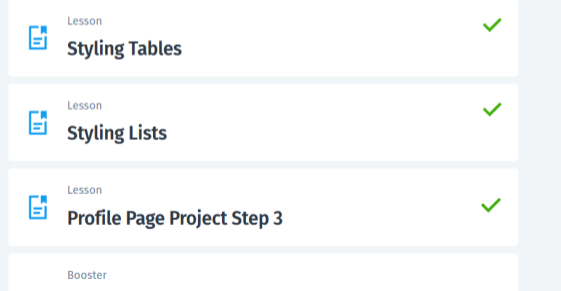 Lesson
Styling Tables
Lesson
Styling Lists
Lesson
Profile Page Project Step 3
Booster